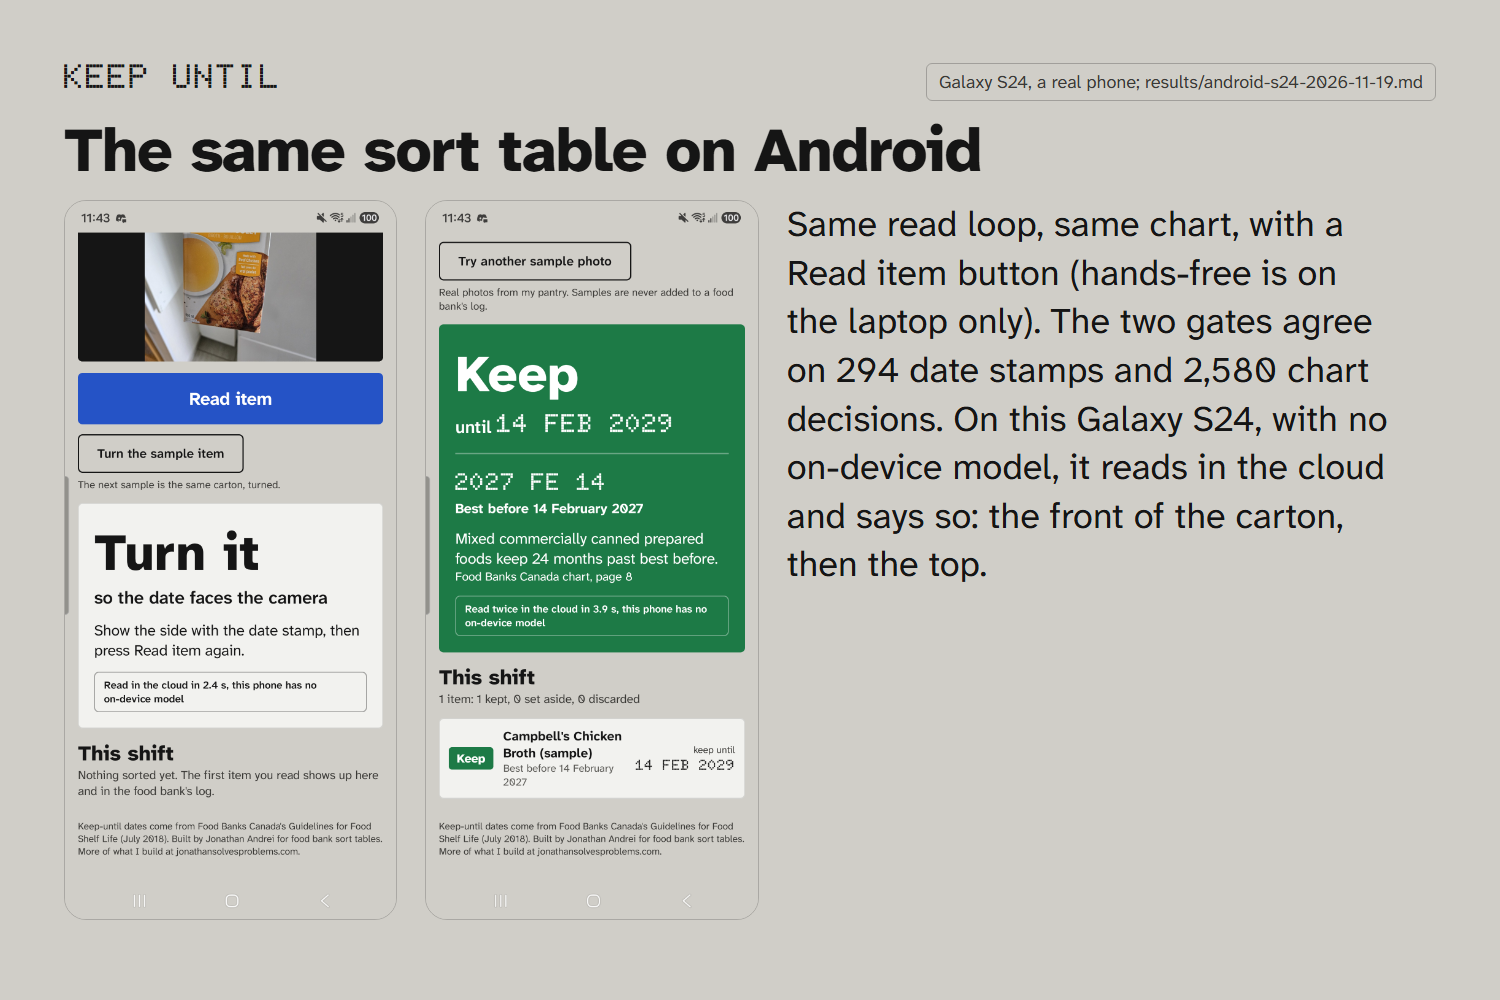 KEEP UNTIL
Galaxy S24, a real phone; results/android-s24-2026-11-19.md
The same sort table on Android
11:43
100
Read item
Turn the sample item
The next sample is the same carton, turned.
Turn it
so the date faces the camera
Show the side with the date stamp, then
press Read item again.
Read in the cloud in 2.4 s, this phone has no
on-device model
This shift
Nothing sorted yet. The first item you read shows up here
and in the food bank's log.
Keep-until dates come from Food Banks Canada's Guidelines for Food
Shelf Life (July 2018). Built by Jonathan Andrei for food bank sort tables.
More of what I build at jonathansolvesproblems.com.
11:43
100
Try another sample photo
Real photos from my pantry. Samples are never added to a food
bank's log.
Keep
until 14 FEB 2029
2027 FE 14
Best before 14 February 2027
Mixed commercially canned prepared
foods keep 24 months past best before.
Food Banks Canada chart, page 8
Read twice in the cloud in 3.9 s, this phone has no
on-device model
This shift
1 item: 1 kept, 0 set aside, 0 discarded
Keep
Campbell's Chicken
Broth (sample)
Best before 14 February
2027
keep until
14 FEB 2029
Keep-until dates come from Food Banks Canada's Guidelines for Food
Shelf Life (July 2018). Built by Jonathan Andrei for food bank sort tables.
More of what I build at jonathansolvesproblems.com.
Same read loop, same chart, with a
Read item button (hands-free is on
the laptop only). The two gates agree
on 294 date stamps and 2,580 chart
decisions. On this Galaxy S24, with no
on-device model, it reads in the cloud
and says so: the front of the carton,
then the top.